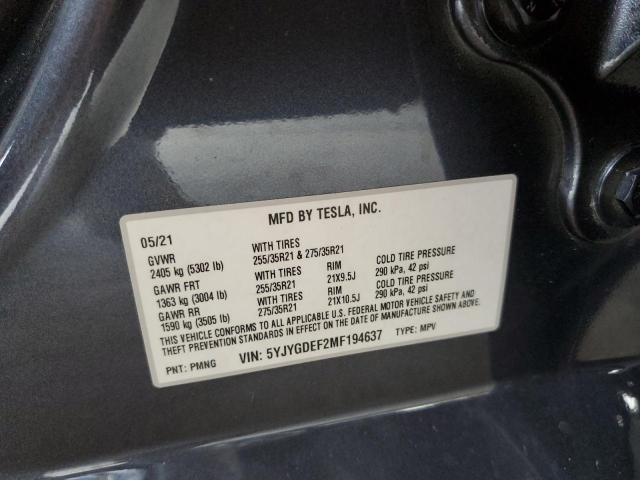 MFD BY TESLA, INC.
05/21
GVWR WITH TIRES
2405 kg (5302 lb) 255/35R21 & 275/35R21
GAWR FRT WITH TIRES RIM COLD TIRE PRESSURE
1363 kg (3004 lb) 255/35R21 21X9.5J 290 kPa, 42 psi
GAWR RR WITH TIRES RIM COLD TIRE PRESSURE
1590 kg (3505 lb) 275/35R21 21X10.5J 290 kPa, 42 psi
THIS VEHICLE CONFORMS TO ALL APPLICABLE U.S. FEDERAL MOTOR VEHICLE SAFETY AND
THEFT PREVENTION STANDARDS IN EFFECT ON THE DATE OF MANUFACTURE SHOWN ABOVE.
PNT: PMNG VIN: 5YJYGDEF2MF194637 TYPE: MPV